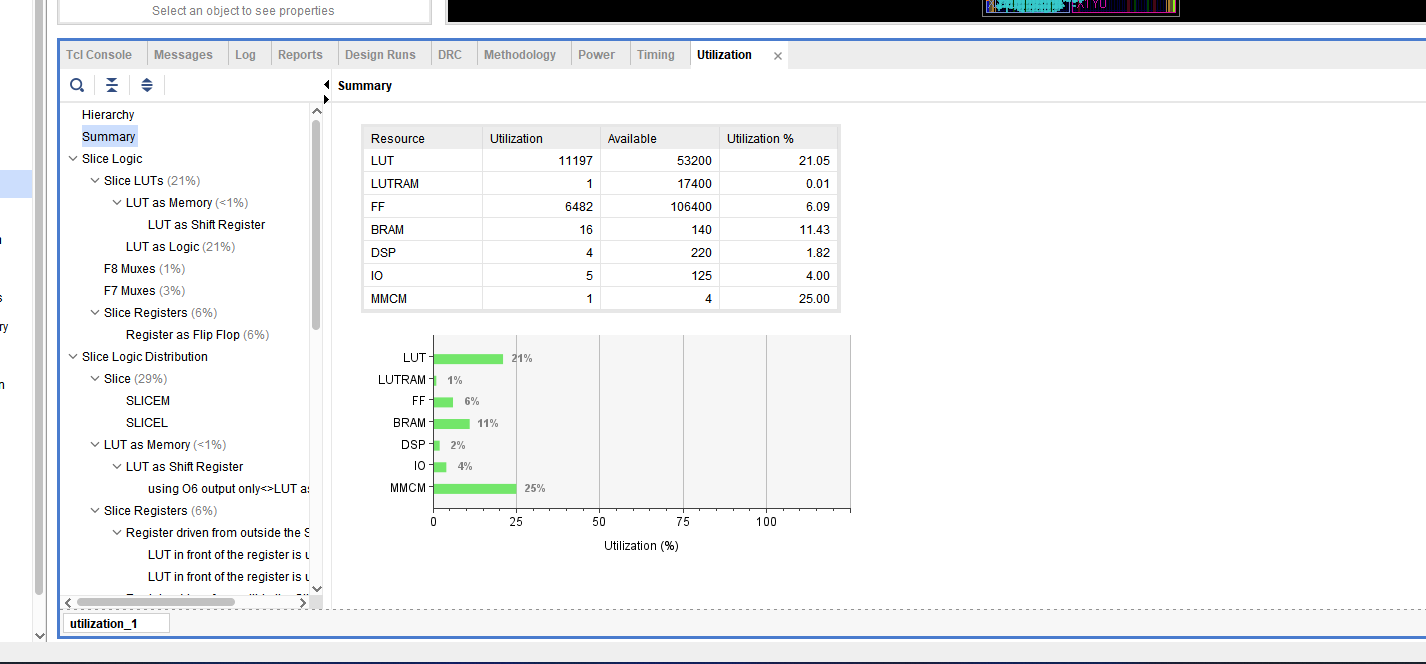 Select an object to see properties
Tcl Console Messages Log Reports Design Runs DRC Methodology Power Timing Utilization
Summary
Hierarchy
Summary
Slice Logic
Slice LUTs (21%)
LUT as Memory (<1%)
LUT as Shift Register
LUT as Logic (21%)
F8 Muxes (1%)
F7 Muxes (3%)
Slice Registers (6%)
Register as Flip Flop (6%)
Slice Logic Distribution
Slice (29%)
SLICEM
SLICEL
LUT as Memory (<1%)
LUT as Shift Register
using O6 output only<>LUT as
Slice Registers (6%)
Register driven from outside the S
LUT in front of the register is u
LUT in front of the register is u
Resource Utilization Available Utilization %
LUT 11197 53200 21.05
LUTRAM 1 17400 0.01
FF 6482 106400 6.09
BRAM 16 140 11.43
DSP 4 220 1.82
IO 5 125 4.00
MMCM 1 4 25.00
LUT 21%
LUTRAM 1%
FF 6%
BRAM 11%
DSP 2%
IO 4%
MMCM 25%
0 25 50 75 100
Utilization (%)
utilization_1